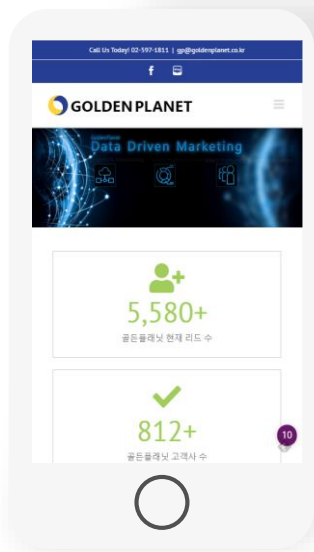 Call Us Today! 02-597-1811 | gp@goldenplanet.co.kr
GOLDEN PLANET
Data Driven Marketing
5,580+
골든플래닛 현재 리드 수
812+
골든플래닛 고객사 수
10